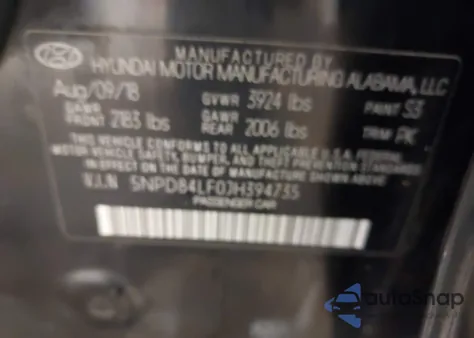 MANUFACTURED BY
HYUNDAI MOTOR MANUFACTURING ALABAMA, LLC
Aug/09/18 GVWR 3924 lbs PAINT S3
GAWR FRONT 2183 lbs GAWR REAR 2006 lbs TRIM PK
THIS VEHICLE CONFORMS TO ALL APPLICABLE U.S.A. FEDERAL
MOTOR VEHICLE SAFETY, BUMPER, AND THEFT PREVENTION STANDARDS
IN EFFECT ON THE DATE OF MANUFACTURE SHOWN ABOVE.
V.I.N 5NPD84LF0JH394735
PASSENGER CAR
autoSnap